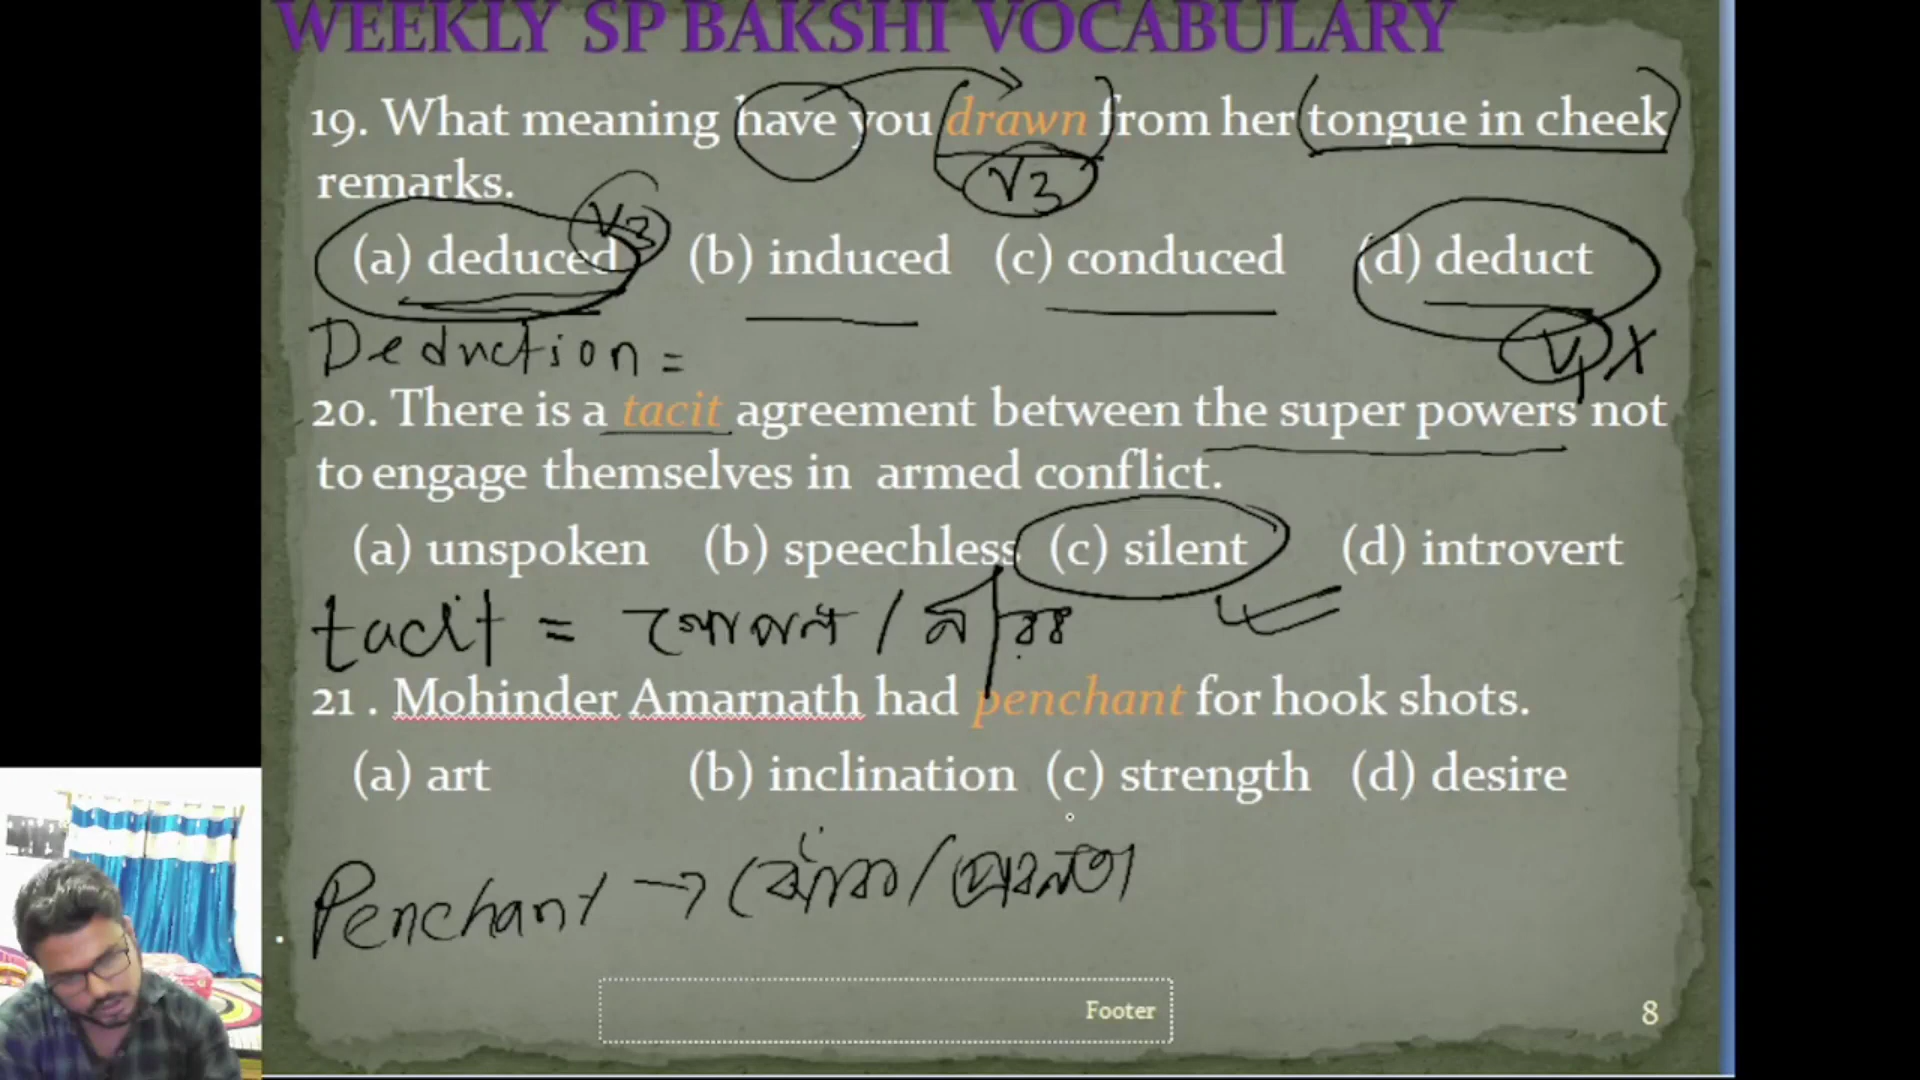 WEEKLY SP BAKSHI VOCABULARY
19. What meaning have you drawn from her tongue in cheek
V3
remarks.
V3
(a) deduced (b) induced (c) conduced (d) deduct
Deduction =
V1 X
20. There is a tacit agreement between the super powers not
to engage themselves in armed conflict.
(a) unspoken (b) speechless (c) silent (d) introvert
tacit = গোপন / নীরব
21 . Mohinder Amarnath had penchant for hook shots.
(a) art (b) inclination (c) strength (d) desire
Penchant → ঝোঁক / প্রবনতা
Footer
8